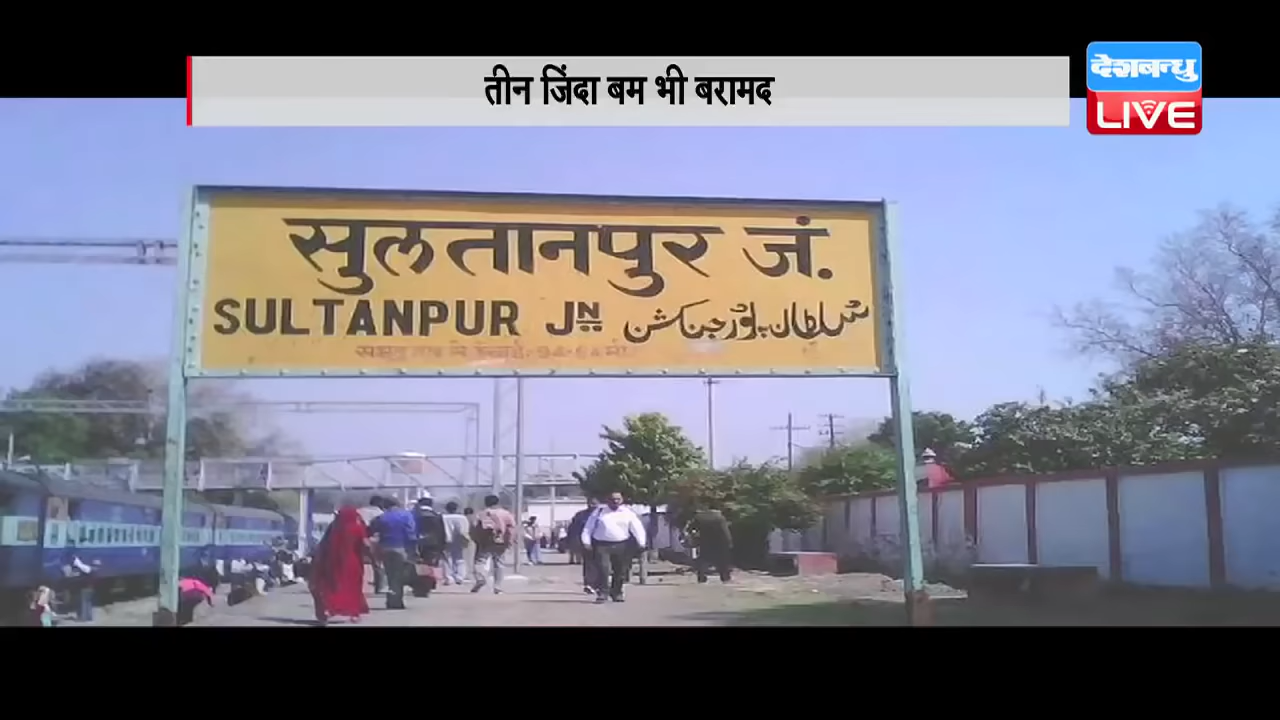 तीन जिंदा बम भी बरामद
देशबन्धु
LIVE
सुलतानपुर जं.
SULTANPUR JN سلطان پور جنکشن